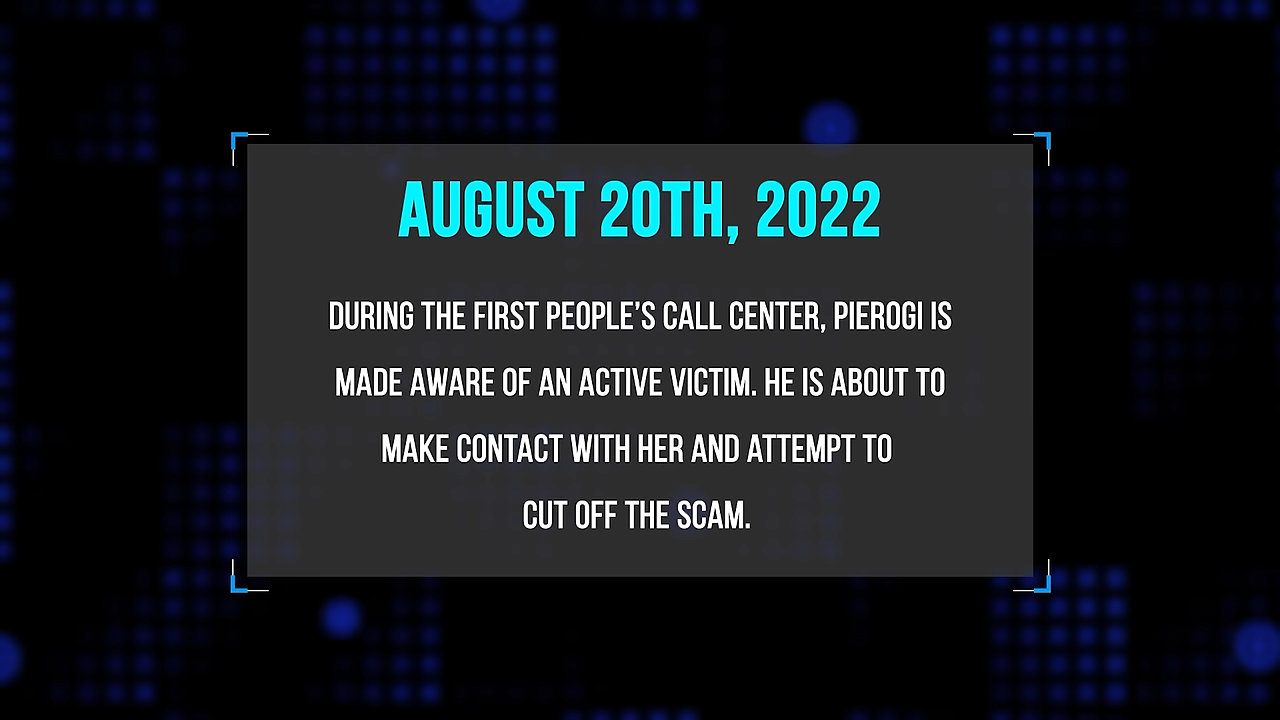 AUGUST 20TH, 2022
DURING THE FIRST PEOPLE'S CALL CENTER, PIEROGI IS
MADE AWARE OF AN ACTIVE VICTIM. HE IS ABOUT TO
MAKE CONTACT WITH HER AND ATTEMPT TO
CUT OFF THE SCAM.